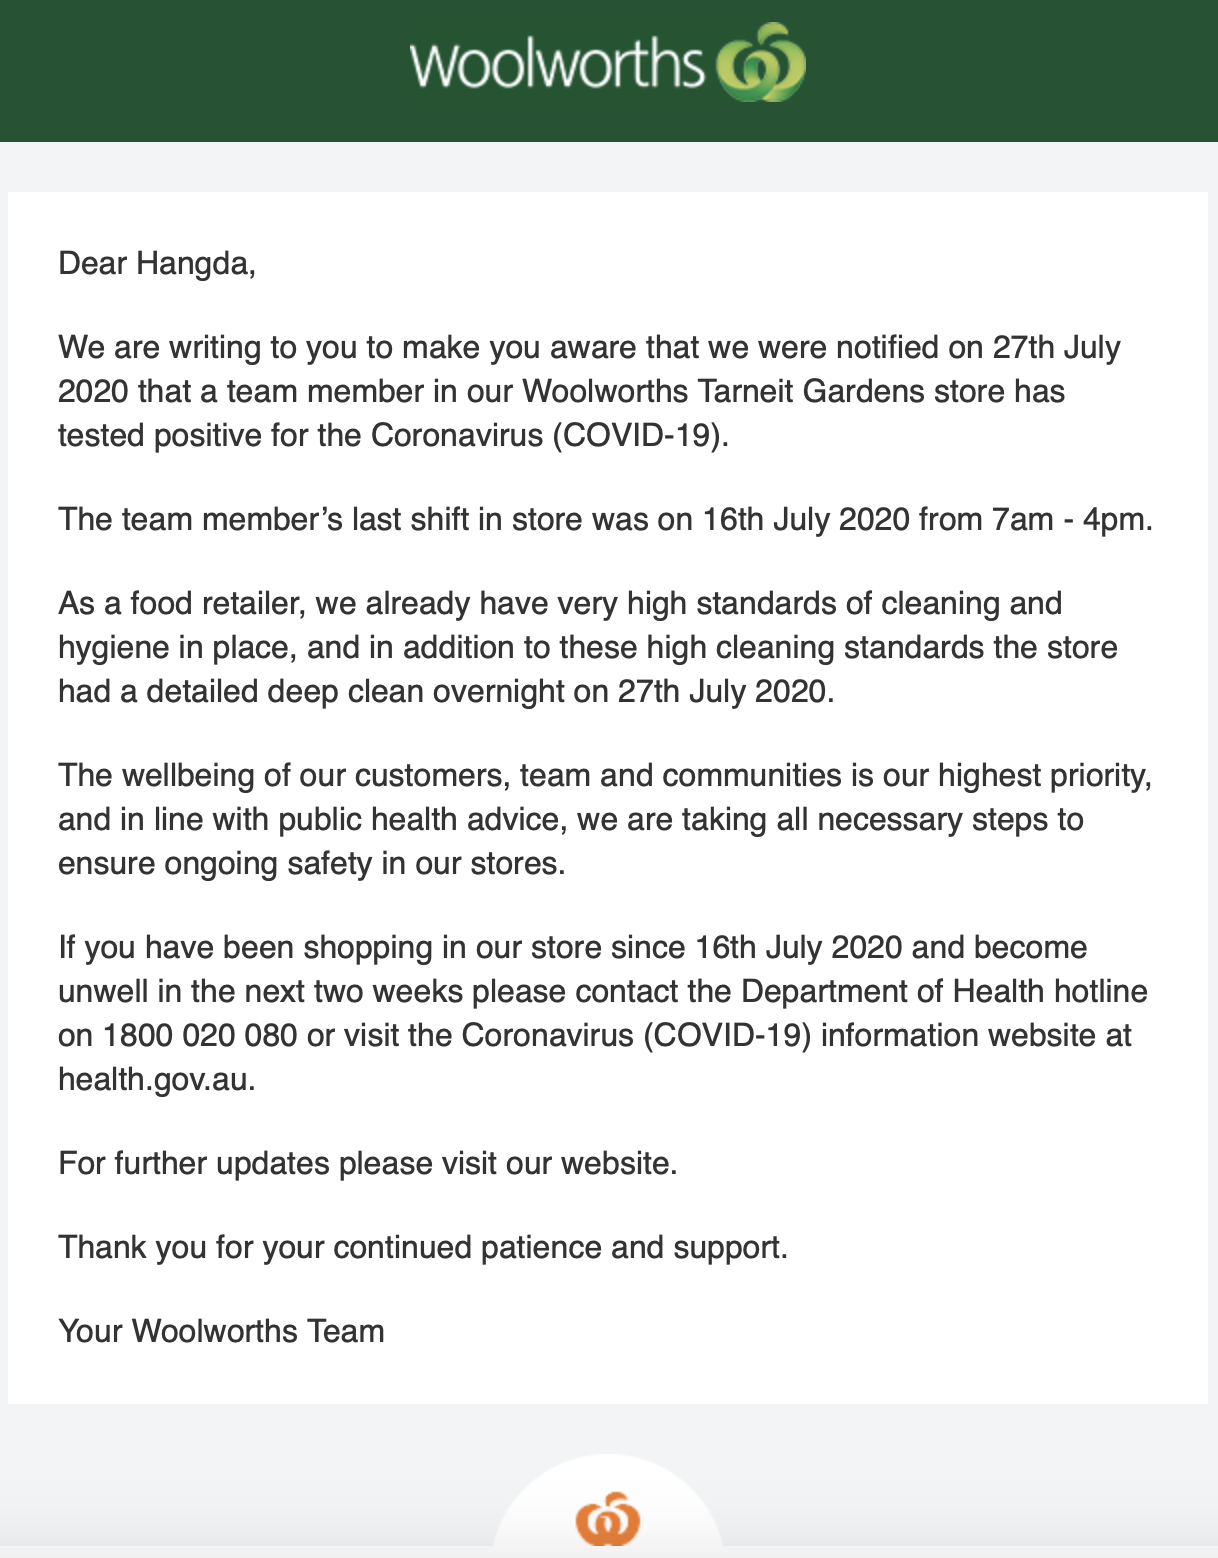 Woolworths
Dear Hangda,
We are writing to you to make you aware that we were notified on 27th July
2020 that a team member in our Woolworths Tarneit Gardens store has
tested positive for the Coronavirus (COVID-19).
The team member’s last shift in store was on 16th July 2020 from 7am - 4pm.
As a food retailer, we already have very high standards of cleaning and
hygiene in place, and in addition to these high cleaning standards the store
had a detailed deep clean overnight on 27th July 2020.
The wellbeing of our customers, team and communities is our highest priority,
and in line with public health advice, we are taking all necessary steps to
ensure ongoing safety in our stores.
If you have been shopping in our store since 16th July 2020 and become
unwell in the next two weeks please contact the Department of Health hotline
on 1800 020 080 or visit the Coronavirus (COVID-19) information website at
health.gov.au.
For further updates please visit our website.
Thank you for your continued patience and support.
Your Woolworths Team